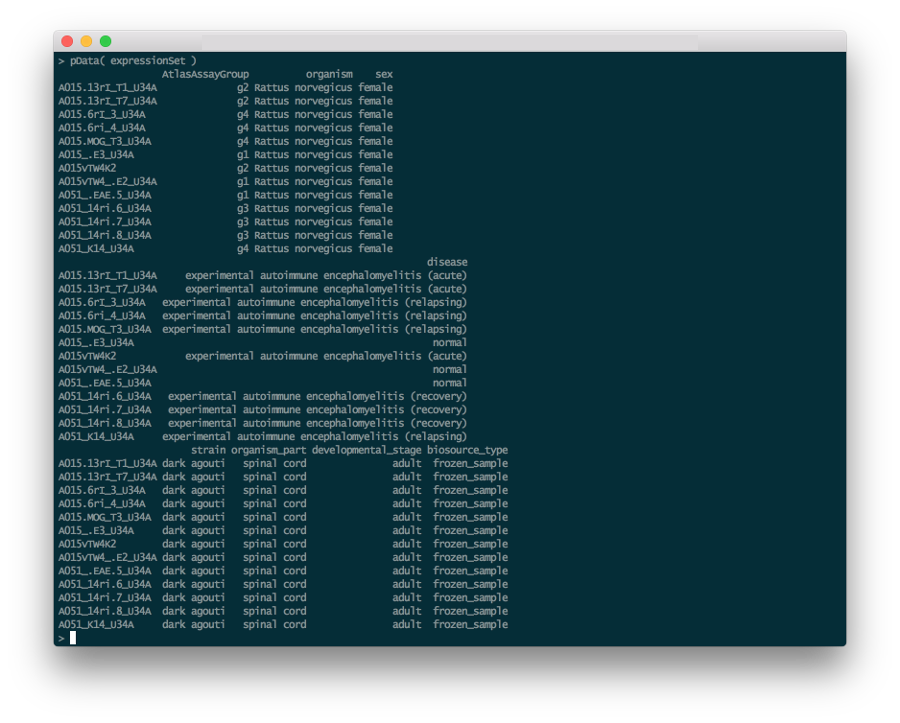 > pData( expressionSet )
AtlasAssayGroup organism sex
A015.13rI_T1_U34A g2 Rattus norvegicus female
A015.13rI_T7_U34A g2 Rattus norvegicus female
A015.6rI_3_U34A g4 Rattus norvegicus female
A015.6ri_4_U34A g4 Rattus norvegicus female
A015.MOG_T3_U34A g4 Rattus norvegicus female
A015_.E3_U34A g1 Rattus norvegicus female
A015vTW4K2 g2 Rattus norvegicus female
A015vTW4_.E2_U34A g1 Rattus norvegicus female
A051_.EAE.5_U34A g1 Rattus norvegicus female
A051_14ri.6_U34A g3 Rattus norvegicus female
A051_14ri.7_U34A g3 Rattus norvegicus female
A051_14ri.8_U34A g3 Rattus norvegicus female
A051_K14_U34A g4 Rattus norvegicus female
disease
A015.13rI_T1_U34A experimental autoimmune encephalomyelitis (acute)
A015.13rI_T7_U34A experimental autoimmune encephalomyelitis (acute)
A015.6rI_3_U34A experimental autoimmune encephalomyelitis (relapsing)
A015.6ri_4_U34A experimental autoimmune encephalomyelitis (relapsing)
A015.MOG_T3_U34A experimental autoimmune encephalomyelitis (relapsing)
A015_.E3_U34A normal
A015vTW4K2 experimental autoimmune encephalomyelitis (acute)
A015vTW4_.E2_U34A normal
A051_.EAE.5_U34A normal
A051_14ri.6_U34A experimental autoimmune encephalomyelitis (recovery)
A051_14ri.7_U34A experimental autoimmune encephalomyelitis (recovery)
A051_14ri.8_U34A experimental autoimmune encephalomyelitis (recovery)
A051_K14_U34A experimental autoimmune encephalomyelitis (relapsing)
strain organism_part developmental_stage biosource_type
A015.13rI_T1_U34A dark agouti spinal cord adult frozen_sample
A015.13rI_T7_U34A dark agouti spinal cord adult frozen_sample
A015.6rI_3_U34A dark agouti spinal cord adult frozen_sample
A015.6ri_4_U34A dark agouti spinal cord adult frozen_sample
A015.MOG_T3_U34A dark agouti spinal cord adult frozen_sample
A015_.E3_U34A dark agouti spinal cord adult frozen_sample
A015vTW4K2 dark agouti spinal cord adult frozen_sample
A015vTW4_.E2_U34A dark agouti spinal cord adult frozen_sample
A051_.EAE.5_U34A dark agouti spinal cord adult frozen_sample
A051_14ri.6_U34A dark agouti spinal cord adult frozen_sample
A051_14ri.7_U34A dark agouti spinal cord adult frozen_sample
A051_14ri.8_U34A dark agouti spinal cord adult frozen_sample
A051_K14_U34A dark agouti spinal cord adult frozen_sample
>